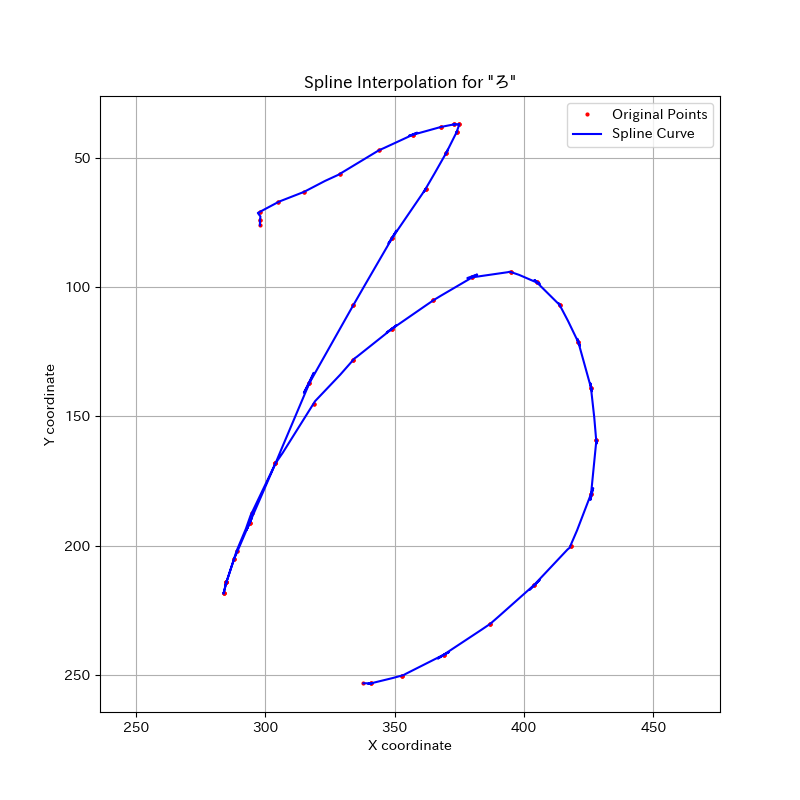 Spline Interpolation for "ろ"
Original Points
Spline Curve
50
100
150
200
250
Y coordinate
250
300
350
400
450
X coordinate